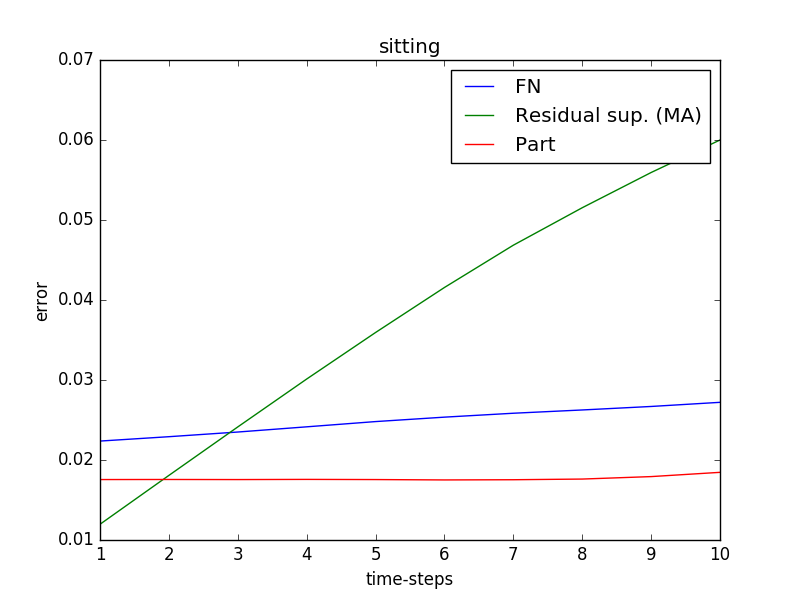 sitting
0.07
0.06
0.05
0.04
0.03
0.02
0.01
error
FN
Residual sup. (MA)
Part
1 2 3 4 5 6 7 8 9 10
time-steps